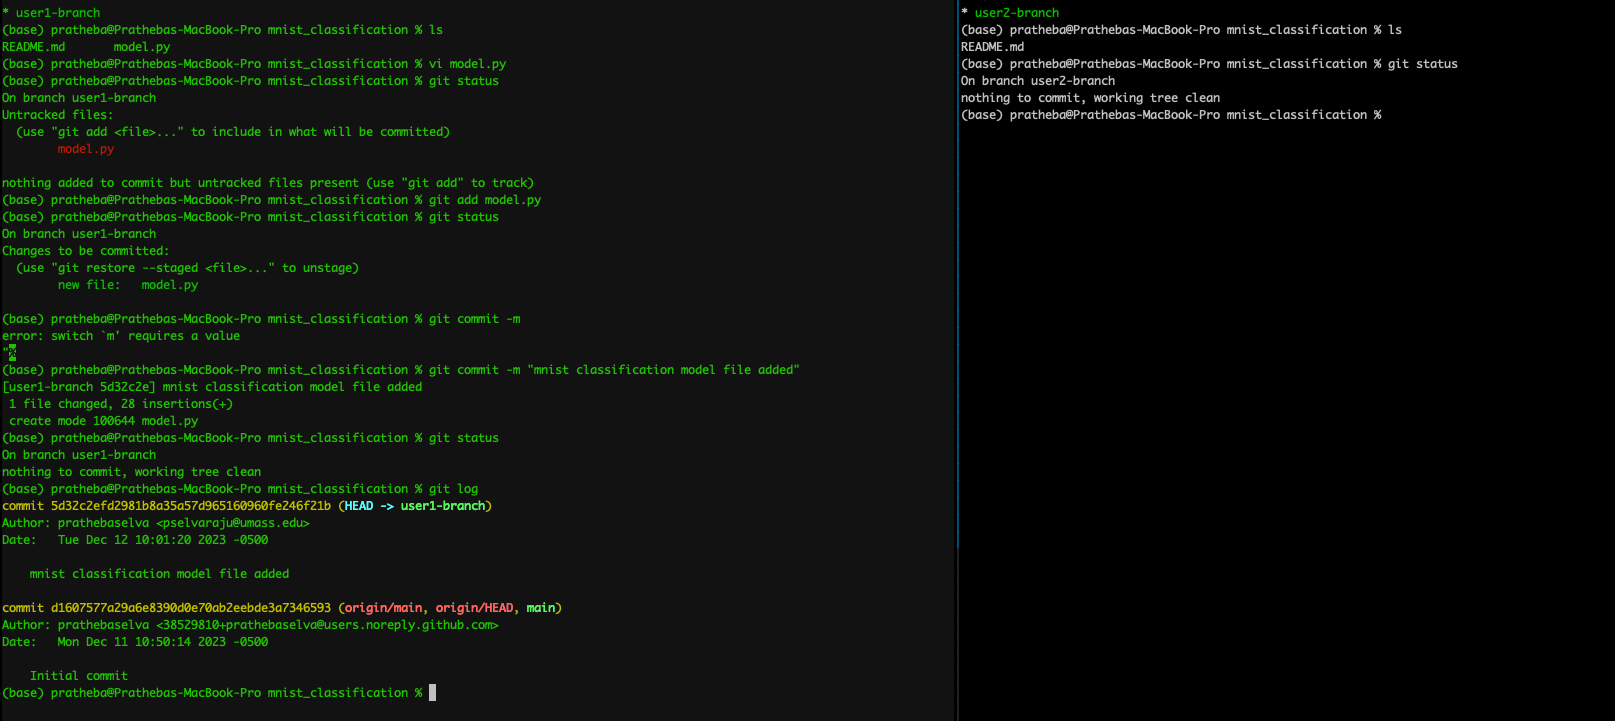 * user1-branch
(base) pratheba@Prathebas-MacBook-Pro mnist_classification % ls
README.md       model.py
(base) pratheba@Prathebas-MacBook-Pro mnist_classification % vi model.py
(base) pratheba@Prathebas-MacBook-Pro mnist_classification % git status
On branch user1-branch
Untracked files:
  (use "git add <file>..." to include in what will be committed)
        model.py
nothing added to commit but untracked files present (use "git add" to track)
(base) pratheba@Prathebas-MacBook-Pro mnist_classification % git add model.py
(base) pratheba@Prathebas-MacBook-Pro mnist_classification % git status
On branch user1-branch
Changes to be committed:
  (use "git restore --staged <file>..." to unstage)
        new file:   model.py
(base) pratheba@Prathebas-MacBook-Pro mnist_classification % git commit -m
error: switch `m' requires a value
"%
(base) pratheba@Prathebas-MacBook-Pro mnist_classification % git commit -m "mnist classification model file added"
[user1-branch 5d32c2e] mnist classification model file added
 1 file changed, 28 insertions(+)
 create mode 100644 model.py
(base) pratheba@Prathebas-MacBook-Pro mnist_classification % git status
On branch user1-branch
nothing to commit, working tree clean
(base) pratheba@Prathebas-MacBook-Pro mnist_classification % git log
commit 5d32c2efd2981b8a35a57d965160960fe246f21b (HEAD -> user1-branch)
Author: prathebaselva <pselvaraju@umass.edu>
Date:   Tue Dec 12 10:01:20 2023 -0500
    mnist classification model file added
commit d1607577a29a6e8390d0e70ab2eebde3a7346593 (origin/main, origin/HEAD, main)
Author: prathebaselva <38529810+prathebaselva@users.noreply.github.com>
Date:   Mon Dec 11 10:50:14 2023 -0500
    Initial commit
(base) pratheba@Prathebas-MacBook-Pro mnist_classification %
* user2-branch
(base) pratheba@Prathebas-MacBook-Pro mnist_classification % ls
README.md
(base) pratheba@Prathebas-MacBook-Pro mnist_classification % git status
On branch user2-branch
nothing to commit, working tree clean
(base) pratheba@Prathebas-MacBook-Pro mnist_classification %